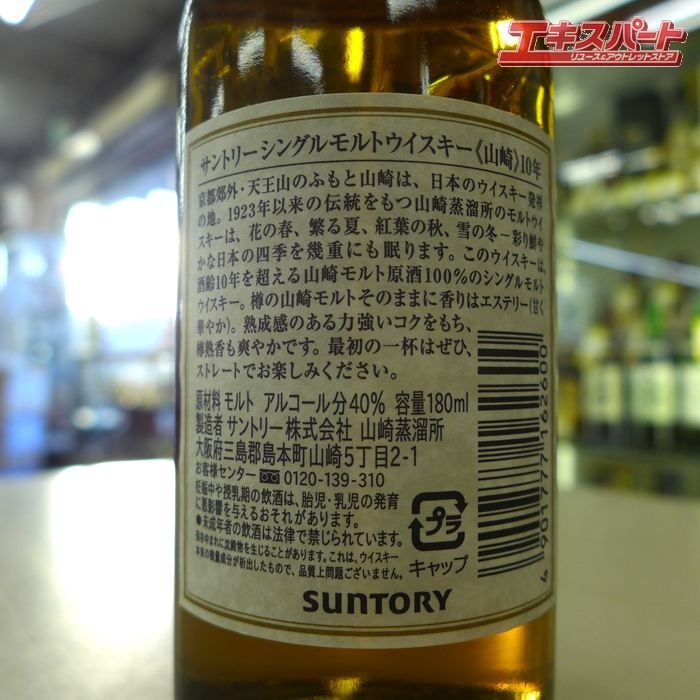 エキスパート
リユース&アウトレットストア
サントリーシングルモルトウイスキー《山崎》10年
京都郊外・天王山のふもと山崎は、日本のウイスキー発祥
の地。1923年以来の伝統をもつ山崎蒸溜所のモルトウイ
スキーは、花の春、繁る夏、紅葉の秋、雪の冬−彩り鮮や
かな日本の四季を幾重にも眠ります。このウイスキーは、
酒齢10年を超える山崎モルト原酒100%のシングルモルト
ウイスキー。樽の山崎モルトそのままに香りはエステリー(甘く
華やか)。熟成感のある力強いコクをもち、
樽熟香も爽やかです。最初の一杯はぜひ、
ストレートでお楽しみください。
原材料 モルト アルコール分40% 容量180ml
製造者 サントリー株式会社 山崎蒸溜所
大阪府三島郡島本町山崎5丁目2-1
お客様センター 0120-139-310
妊娠中や授乳期の飲酒は、胎児・乳児の発育
に悪影響を与えるおそれがあります。
●未成年者の飲酒は法律で禁じられています。
保存中まれに沈殿物を生じることがあります。これは、ウイスキー
本来の微量成分が析出したもので、品質上問題ございません。
プラ
キャップ
SUNTORY
4 901777 162600